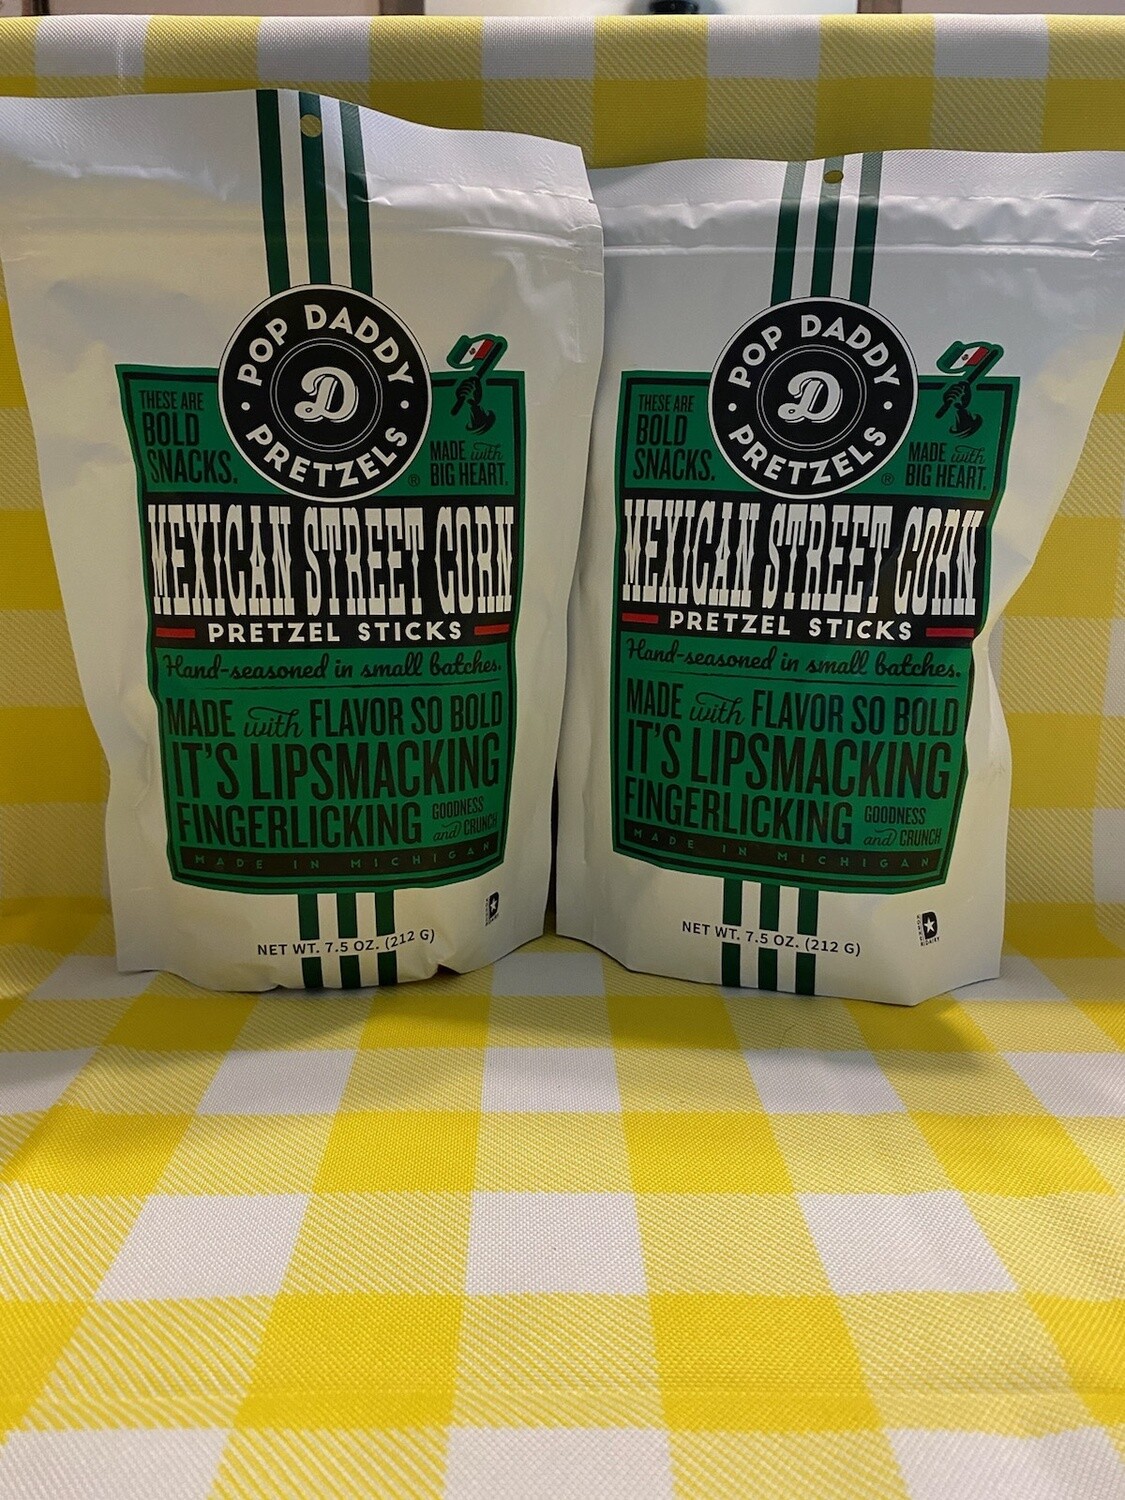 POP DADDY
D
PRETZELS
®
THESE ARE
BOLD
SNACKS.
MADE with
BIG HEART.
MEXICAN STREET CORN
PRETZEL STICKS
Hand-seasoned in small batches.
MADE with FLAVOR SO BOLD
IT'S LIPSMACKING
FINGERLICKING GOODNESS
and CRUNCH
MADE IN MICHIGAN
NET WT. 7.5 OZ. (212 G)
POP DADDY
D
PRETZELS
®
THESE ARE
BOLD
SNACKS.
MADE with
BIG HEART.
MEXICAN STREET CORN
PRETZEL STICKS
Hand-seasoned in small batches.
MADE with FLAVOR SO BOLD
IT'S LIPSMACKING
FINGERLICKING GOODNESS
and CRUNCH
MADE IN MICHIGAN
NET WT. 7.5 OZ. (212 G)